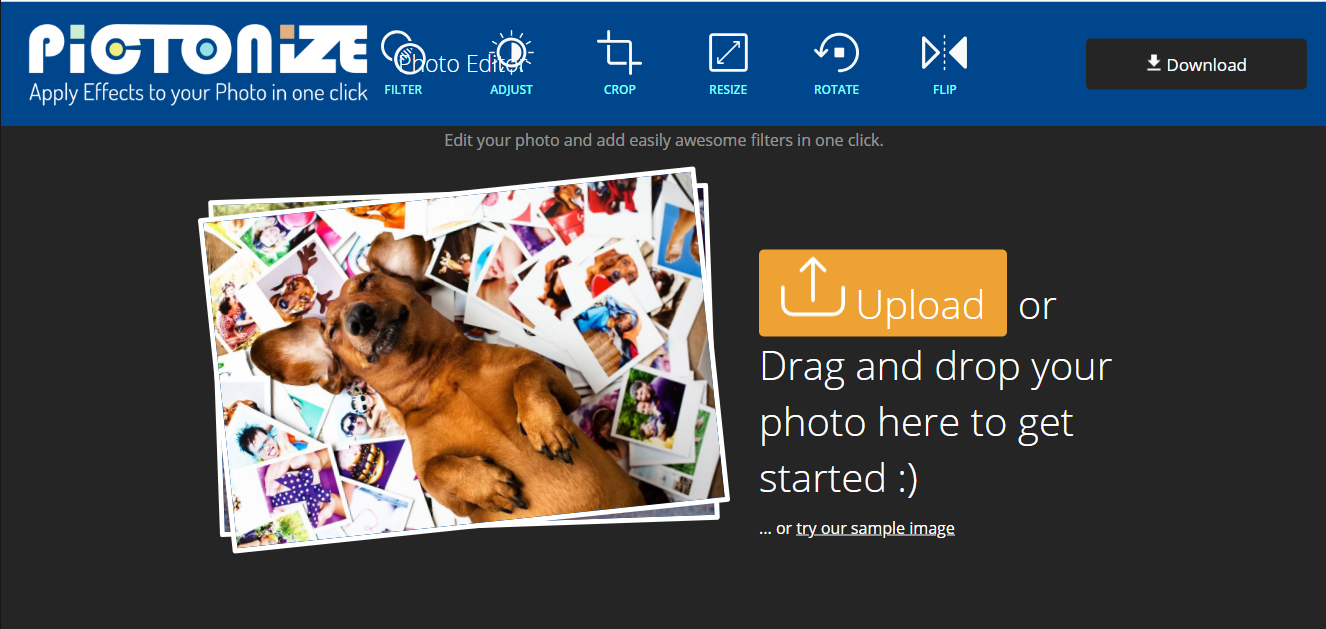 PiCTONiZE
Apply Effects to your Photo in one click
Photo Editor
FILTER
ADJUST
CROP
RESIZE
ROTATE
FLIP
Download
Edit your photo and add easily awesome filters in one click.
Upload or
Drag and drop your
photo here to get
started :)
... or try our sample image